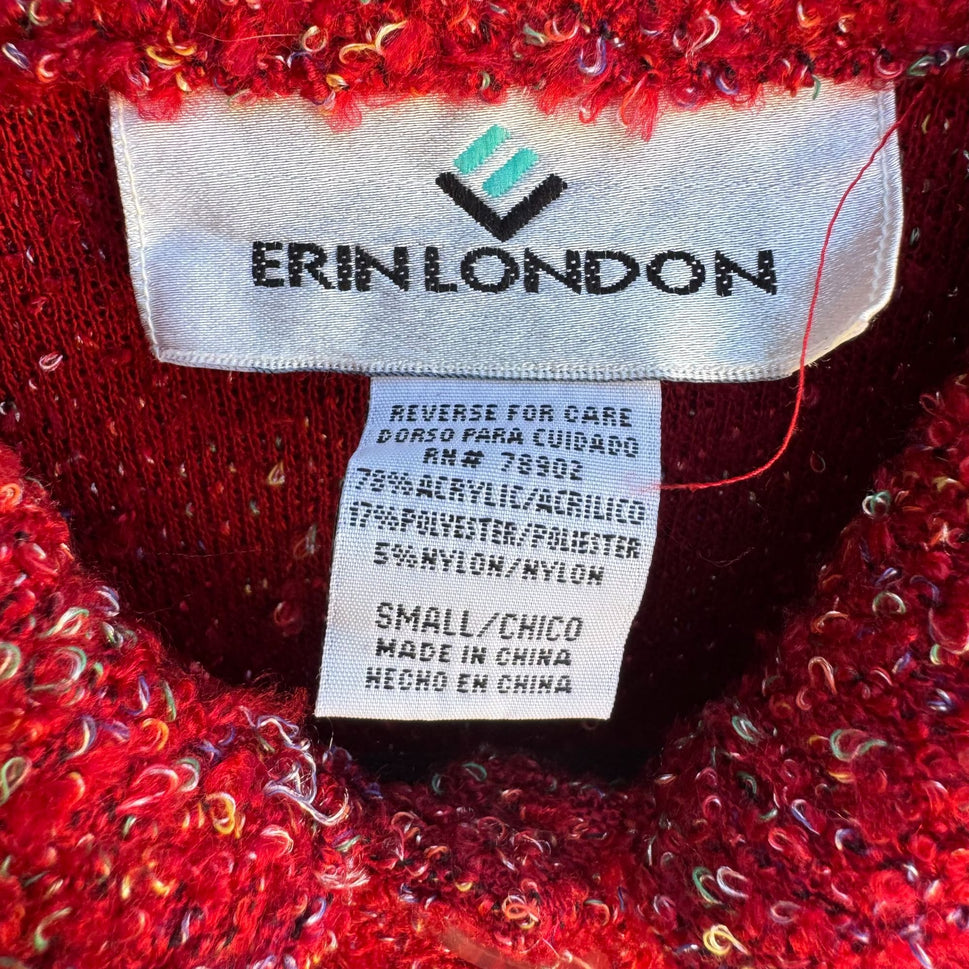 ERIN LONDON
REVERSE FOR CARE
DORSO PARA CUIDADO
RN# 78902
78% ACRYLIC/ACRILICO
17% POLYESTER/POLIESTER
5% NYLON/NYLON
SMALL/CHICO
MADE IN CHINA
HECHO EN CHINA